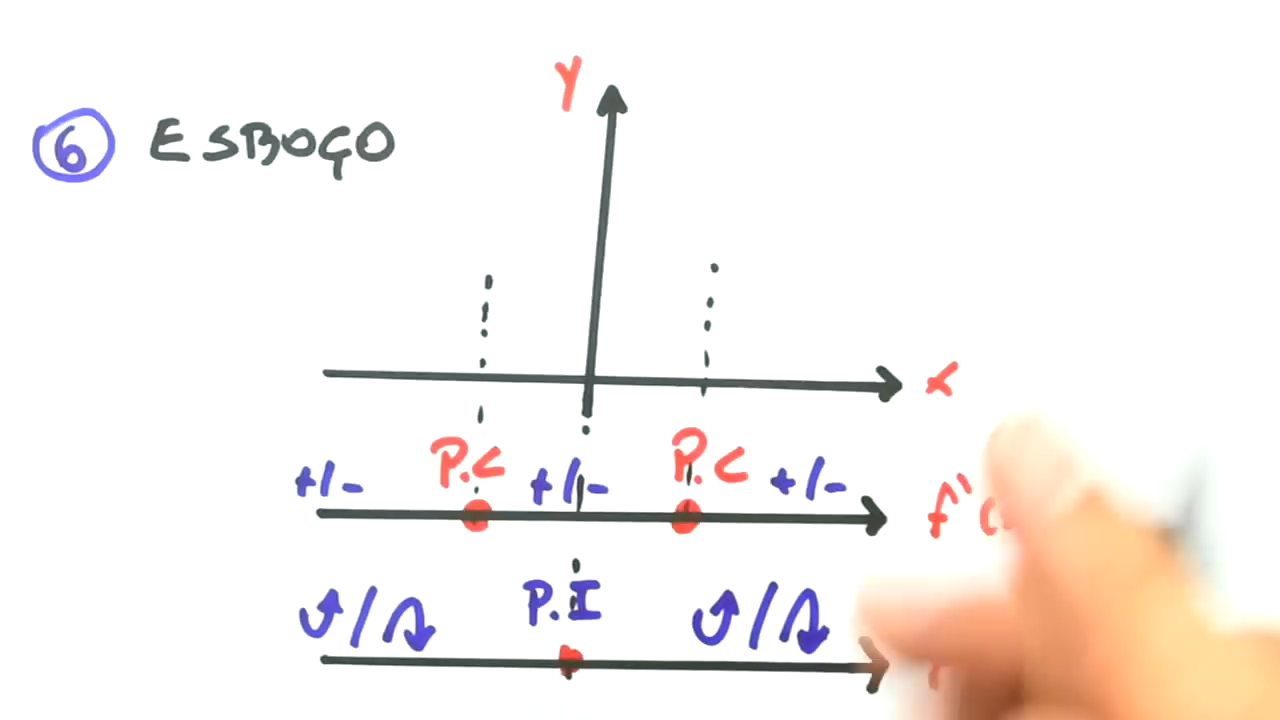 6 ESBOÇO
y
x
P.C P.C
+/- +/- +/-
f'(
P.I
/ /